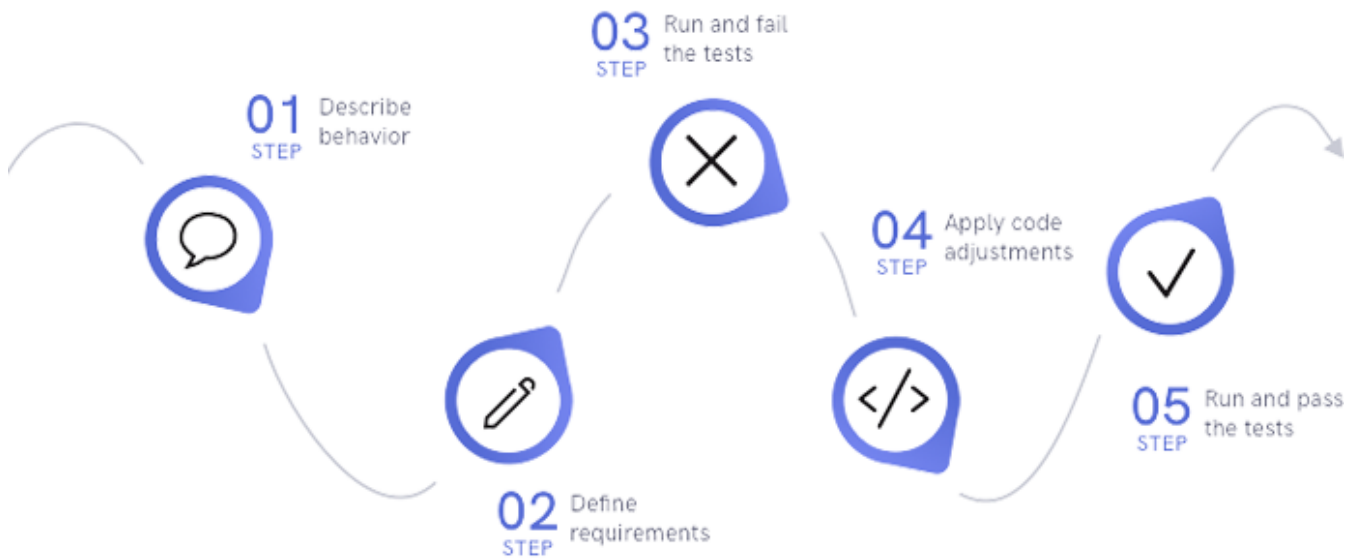 01 Describe
STEP behavior
02 Define
STEP requirements
03 Run and fail
STEP the tests
04 Apply code
STEP adjustments
</>
05 Run and pass
STEP the tests